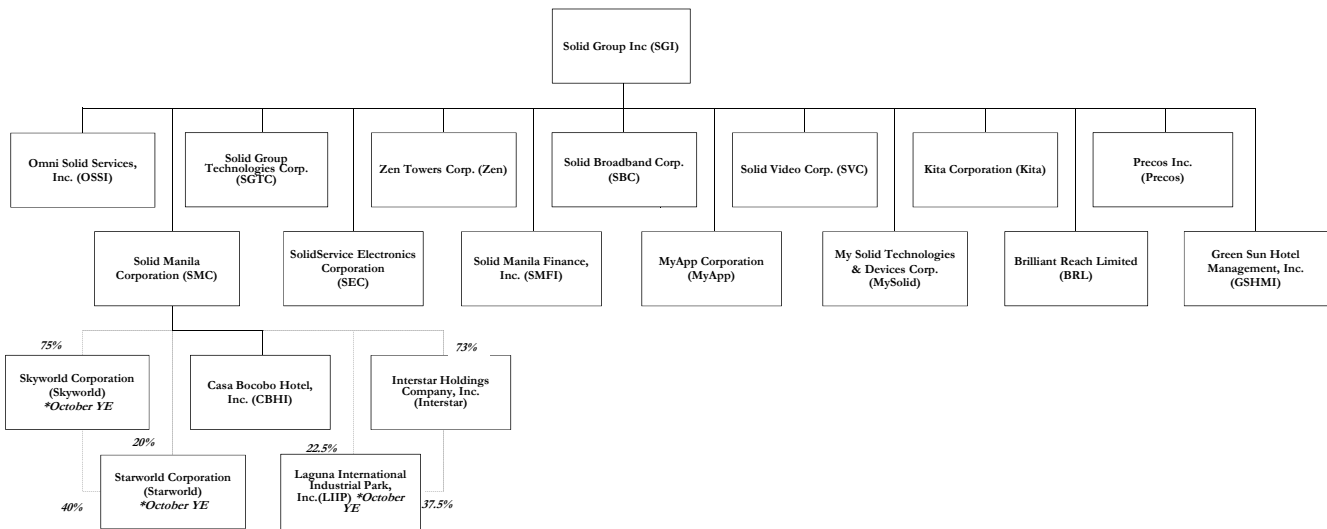 Solid Group Inc (SGI)
Omni Solid Services,
Inc. (OSSI)
Solid Group
Technologies Corp.
(SGTC)
Zen Towers Corp. (Zen)
Solid Broadband Corp.
(SBC)
Solid Video Corp. (SVC)
Kita Corporation (Kita)
Precos Inc.
(Precos)
Solid Manila
Corporation (SMC)
SolidService Electronics
Corporation
(SEC)
Solid Manila Finance,
Inc. (SMFI)
MyApp Corporation
(MyApp)
My Solid Technologies
& Devices Corp.
(MySolid)
Brilliant Reach Limited
(BRL)
Green Sun Hotel
Management, Inc.
(GSHMI)
75%
73%
Skyworld Corporation
(Skyworld)
*October YE
Casa Bocobo Hotel,
Inc. (CBHI)
Interstar Holdings
Company, Inc.
(Interstar)
20%
22.5%
Starworld Corporation
(Starworld)
*October YE
Laguna International
Industrial Park,
Inc.(LIIP) *October
YE
40%
37.5%